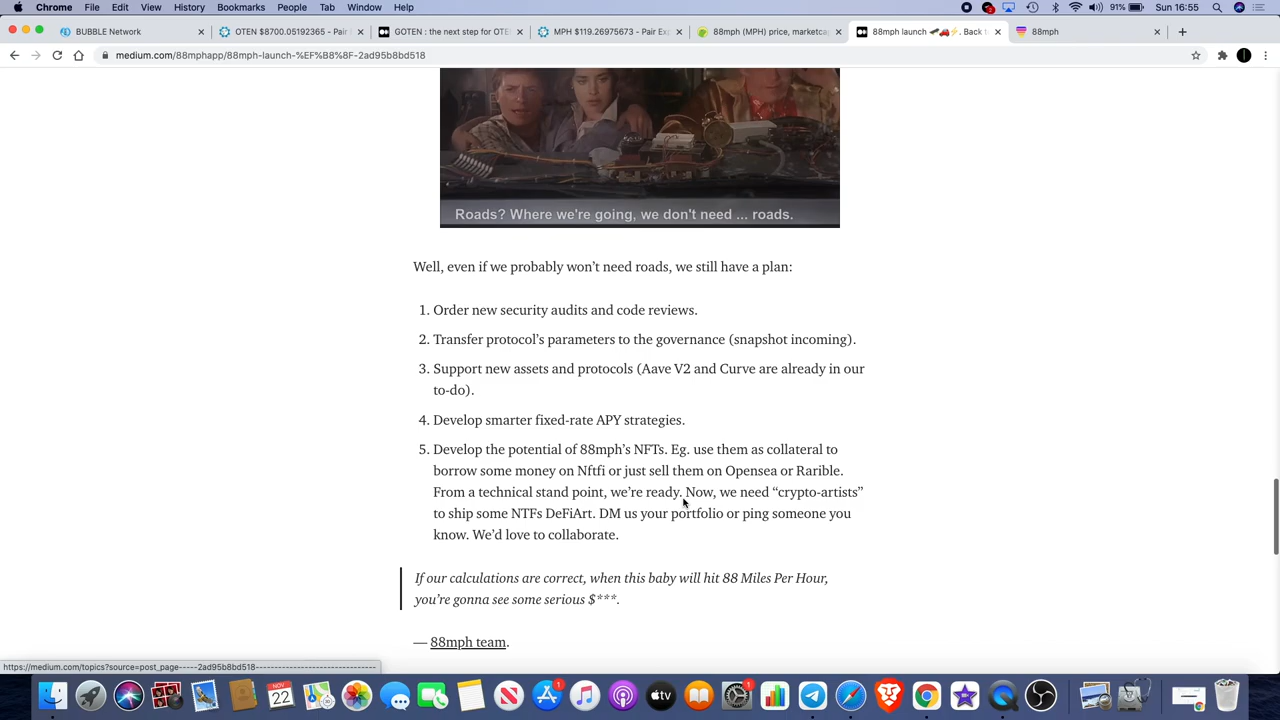 Chrome File Edit View History Bookmarks People Tab Window Help 91% Sun 16:55
BUBBLE Network
OTEN $8700.05192365 - Pair
GOTEN : the next step for OTE
MPH $119.26975673 - Pair Ex
88mph (MPH) price, marketca
88mph launch Back t
88mph
medium.com/88mphapp/88mph-launch-%EF%B8%8F-2ad95b8bd518
Roads? Where we're going, we don't need ... roads.
Well, even if we probably won’t need roads, we still have a plan:
1. Order new security audits and code reviews.
2. Transfer protocol’s parameters to the governance (snapshot incoming).
3. Support new assets and protocols (Aave V2 and Curve are already in our
to-do).
4. Develop smarter fixed-rate APY strategies.
5. Develop the potential of 88mph’s NFTs. Eg. use them as collateral to
borrow some money on Nftfi or just sell them on Opensea or Rarible.
From a technical stand point, we’re ready. Now, we need “crypto-artists”
to ship some NTFs DeFiArt. DM us your portfolio or ping someone you
know. We’d love to collaborate.
If our calculations are correct, when this baby will hit 88 Miles Per Hour,
you’re gonna see some serious $***.
— 88mph team.
https://medium.com/topics?source=post_page-----2ad95b8bd518--------------------------------
NOV
22
1
tv
1